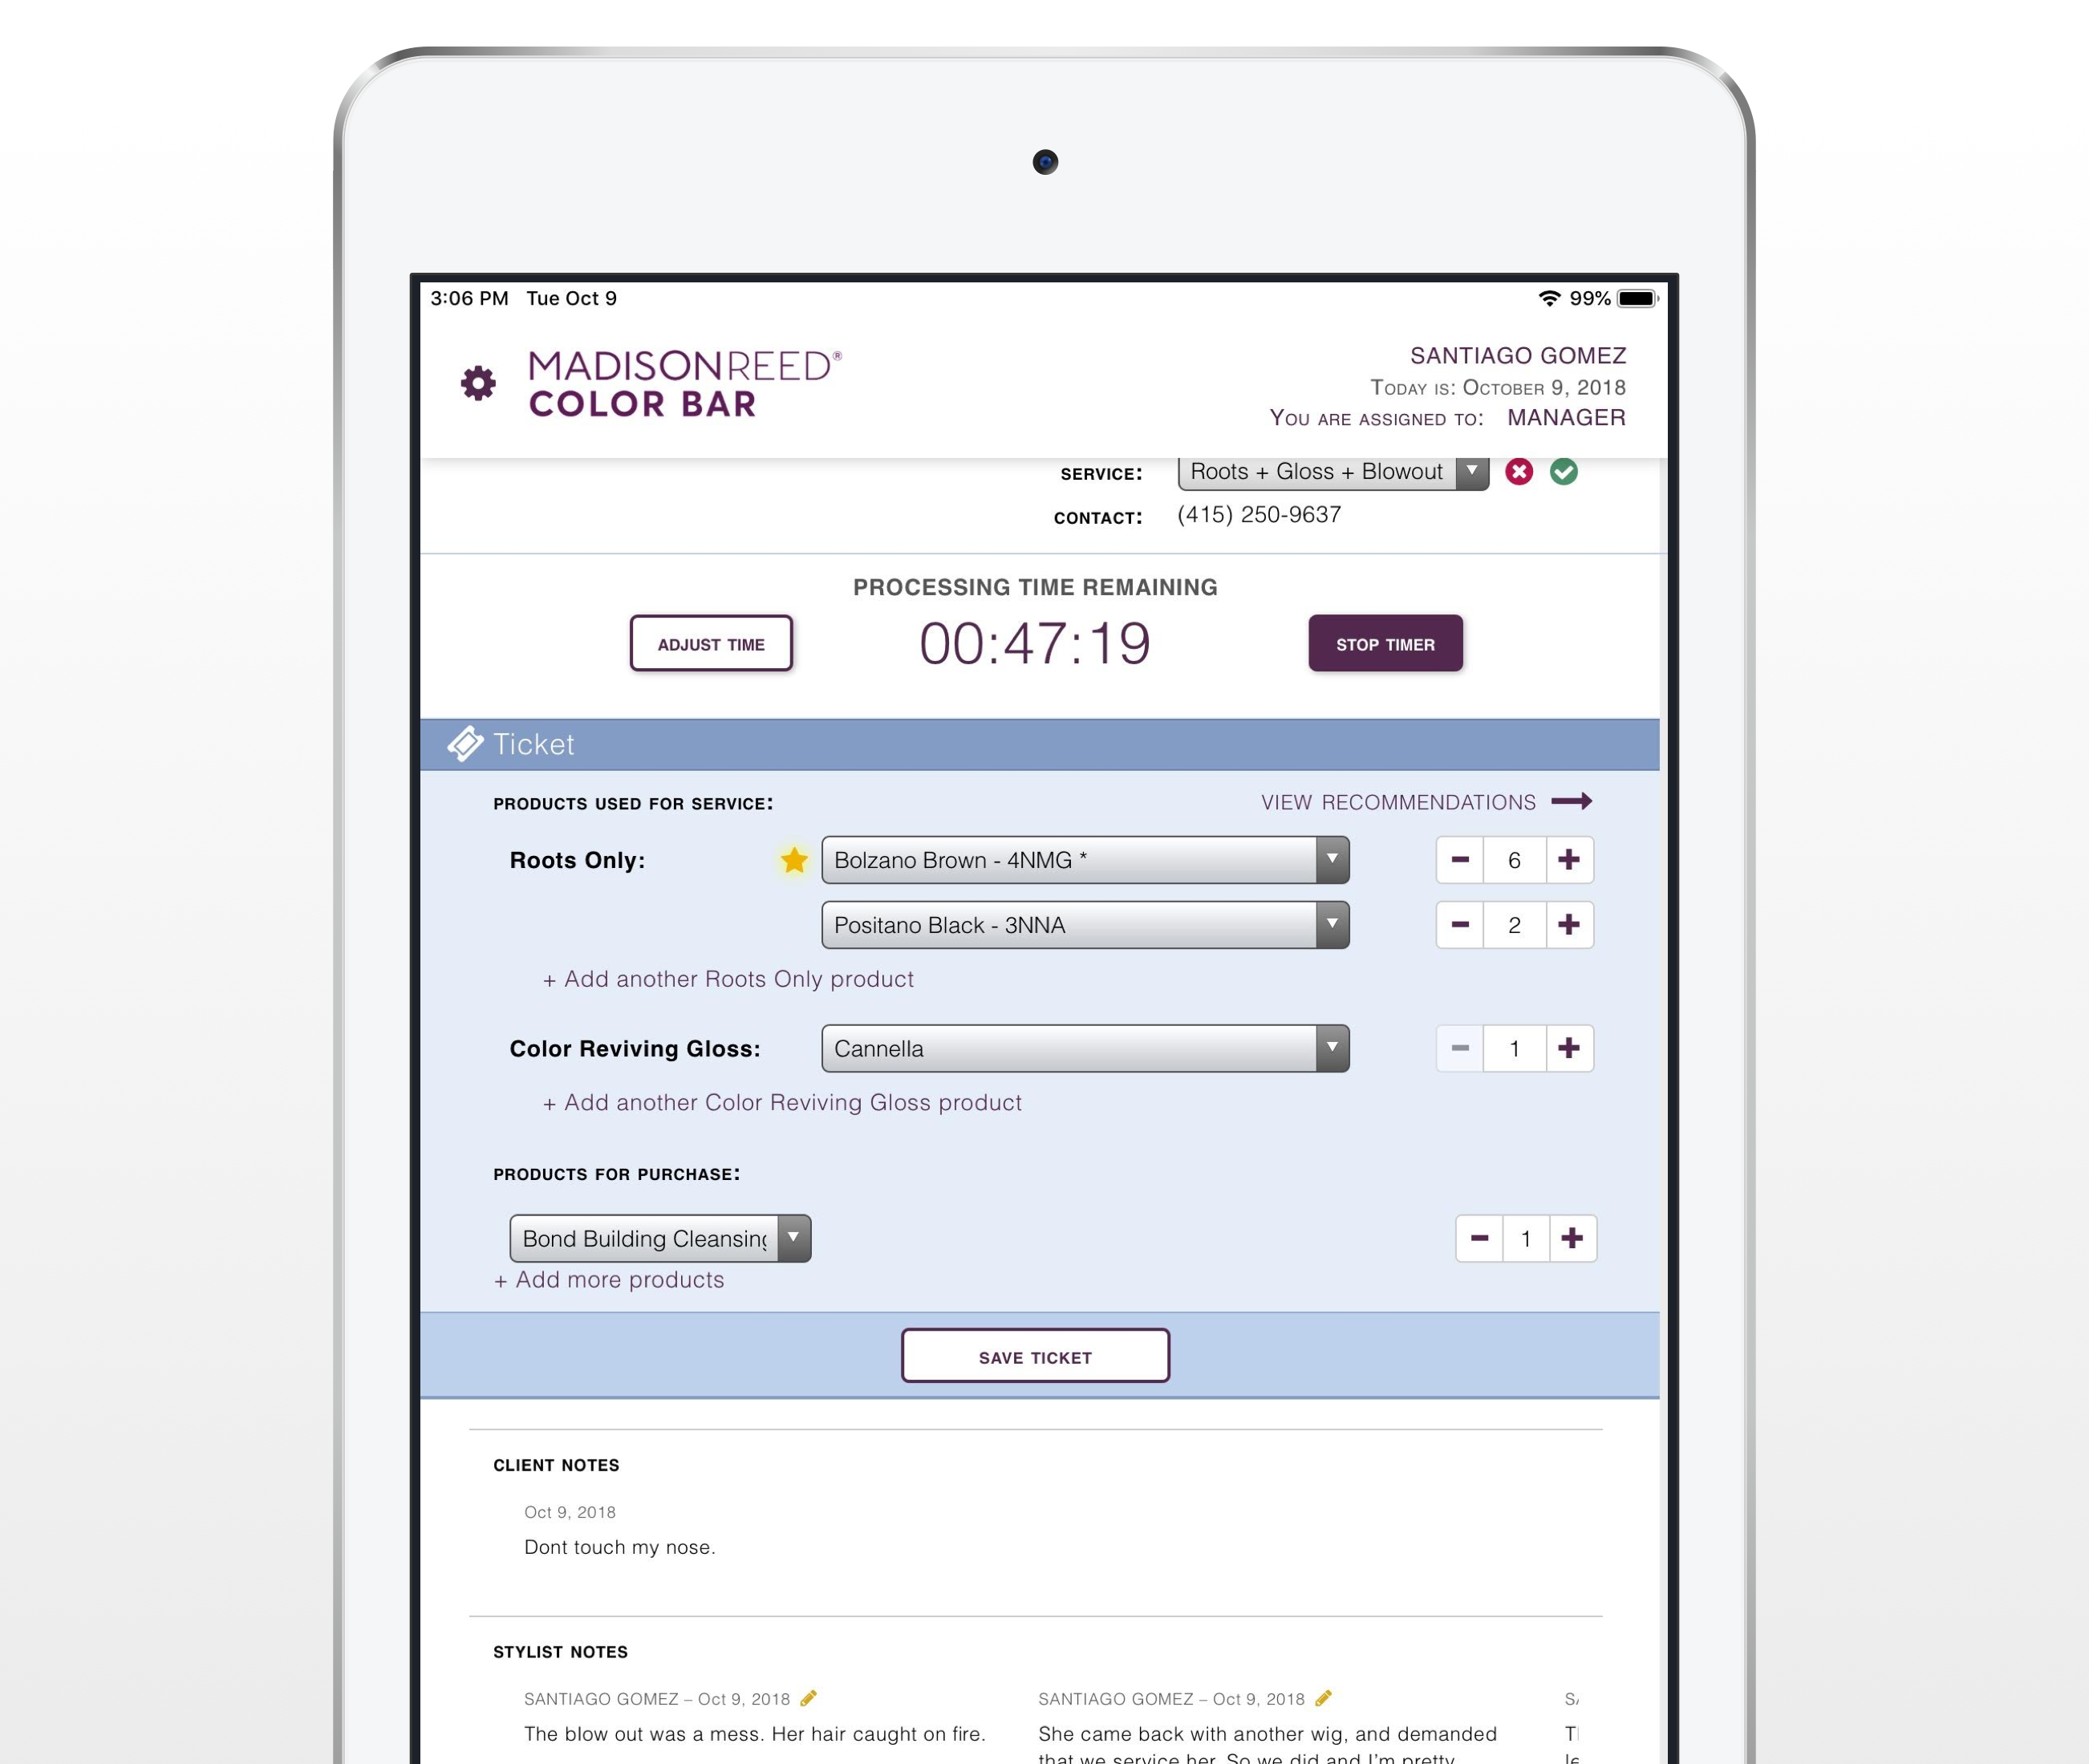 3:06 PM Tue Oct 9
99%
MADISONREED®
COLOR BAR
SANTIAGO GOMEZ
TODAY IS: OCTOBER 9, 2018
YOU ARE ASSIGNED TO: MANAGER
SERVICE: Roots + Gloss + Blowout
CONTACT: (415) 250-9637
PROCESSING TIME REMAINING
ADJUST TIME
00:47:19
STOP TIMER
Ticket
PRODUCTS USED FOR SERVICE:
VIEW RECOMMENDATIONS
Roots Only: Bolzano Brown - 4NMG * 6
Positano Black - 3NNA 2
+ Add another Roots Only product
Color Reviving Gloss: Cannella 1
+ Add another Color Reviving Gloss product
PRODUCTS FOR PURCHASE:
Bond Building Cleansing 1
+ Add more products
SAVE TICKET
CLIENT NOTES
Oct 9, 2018
Dont touch my nose.
STYLIST NOTES
SANTIAGO GOMEZ – Oct 9, 2018
The blow out was a mess. Her hair caught on fire.
SANTIAGO GOMEZ – Oct 9, 2018
She came back with another wig, and demanded
that we service her. So we did and I'm pretty